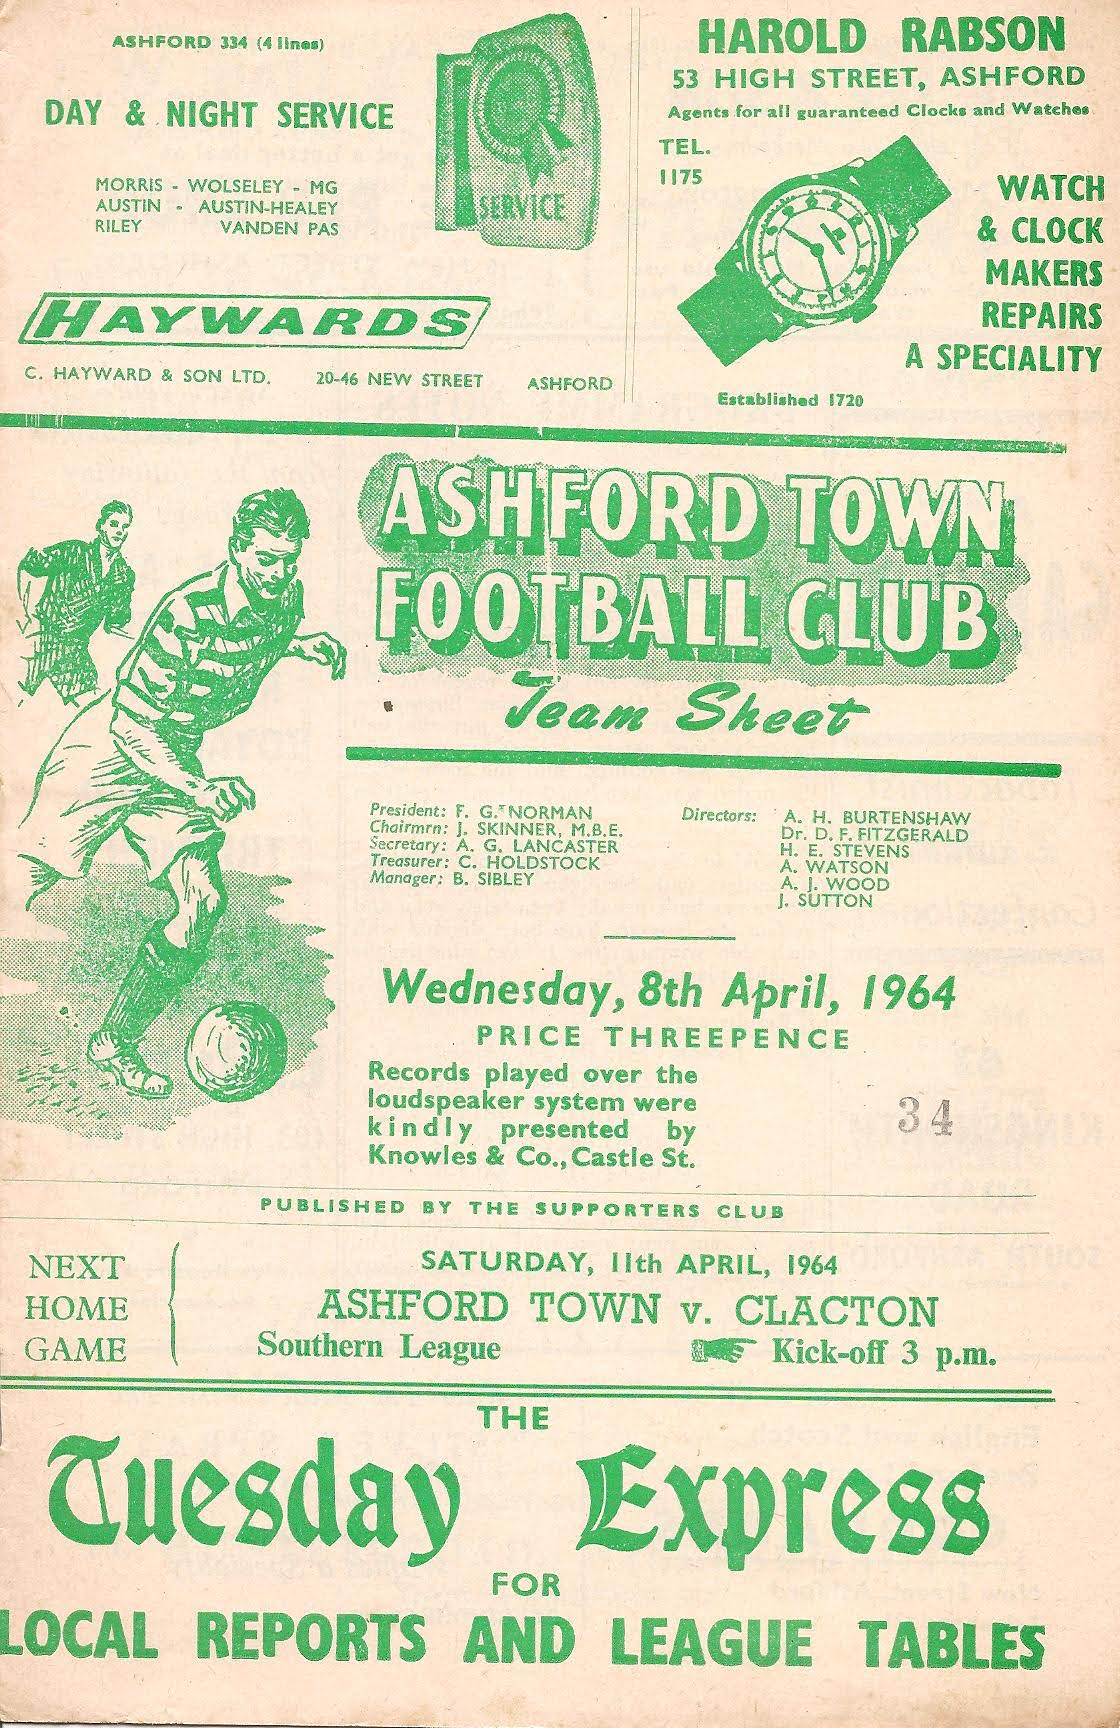 ASHFORD 334 (4 lines)
DAY & NIGHT SERVICE
MORRIS - WOLSELEY - MG
AUSTIN - AUSTIN-HEALEY
RILEY VANDEN PAS
SERVICE
HAYWARDS
C. HAYWARD & SON LTD. 20-46 NEW STREET ASHFORD
HAROLD RABSON
53 HIGH STREET, ASHFORD
Agents for all guaranteed Clocks and Watches
TEL.
1175
WATCH
& CLOCK
MAKERS
REPAIRS
A SPECIALITY
Established 1720
ASHFORD TOWN
FOOTBALL CLUB
Team Sheet
President: F. G. NORMAN
Chairmrn: J. SKINNER, M.B.E.
Secretary: A. G. LANCASTER
Treasurer: C. HOLDSTOCK
Manager: B. SIBLEY
Directors: A. H. BURTENSHAW
Dr. D. F. FITZGERALD
H. E. STEVENS
A. WATSON
A. J. WOOD
J. SUTTON
Wednesday, 8th April, 1964
PRICE THREEPENCE
Records played over the
loudspeaker system were
kindly presented by
Knowles & Co., Castle St.
34
PUBLISHED BY THE SUPPORTERS CLUB
NEXT
HOME
GAME
SATURDAY, 11th APRIL, 1964
ASHFORD TOWN v. CLACTON
Southern League Kick-off 3 p.m.
THE
Tuesday Express
FOR
LOCAL REPORTS AND LEAGUE TABLES